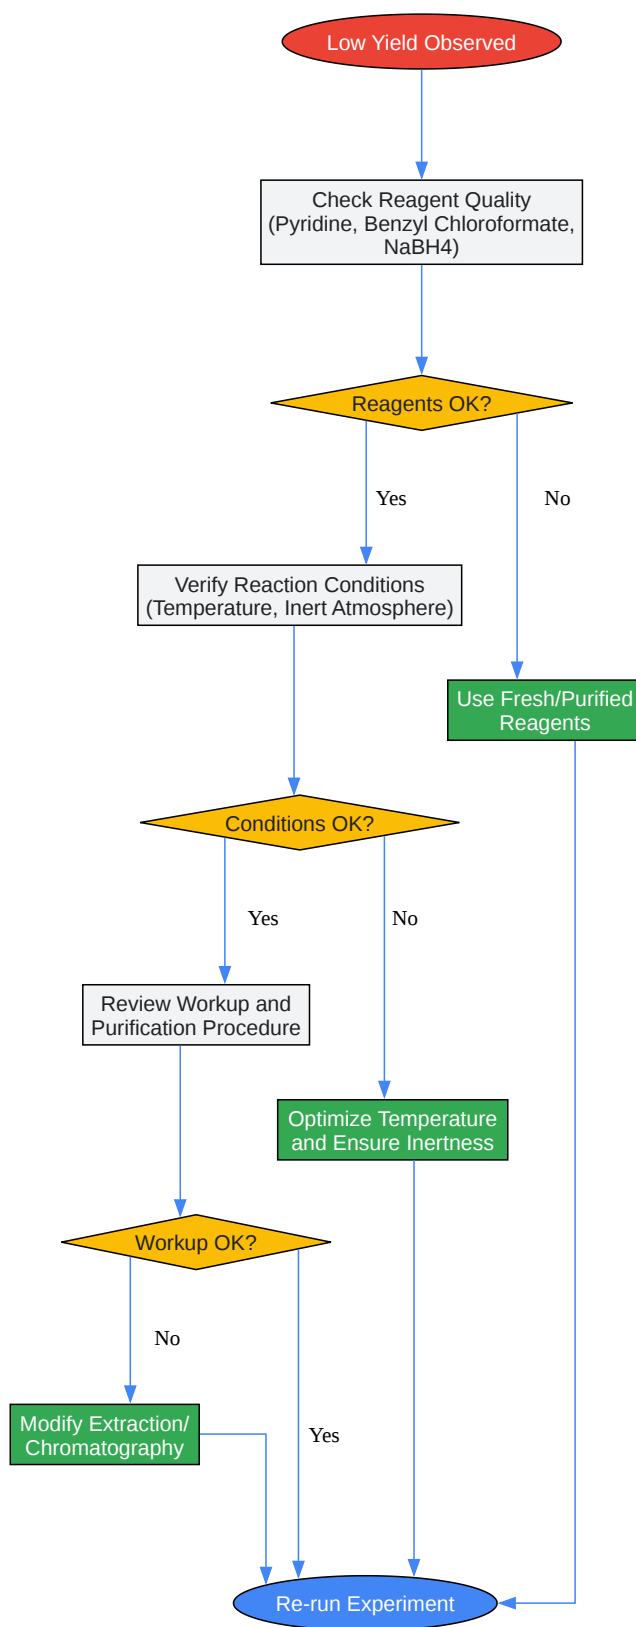 Low Yield Observed
Check Reagent Quality
(Pyridine, Benzyl Chloroformate,
NaBH4)
Reagents OK?
Yes
No
Verify Reaction Conditions
(Temperature, Inert Atmosphere)
Use Fresh/Purified
Reagents
Conditions OK?
Yes
No
Review Workup and
Purification Procedure
Optimize Temperature
and Ensure Inertness
Workup OK?
No
Modify Extraction/
Chromatography
Yes
Re-run Experiment